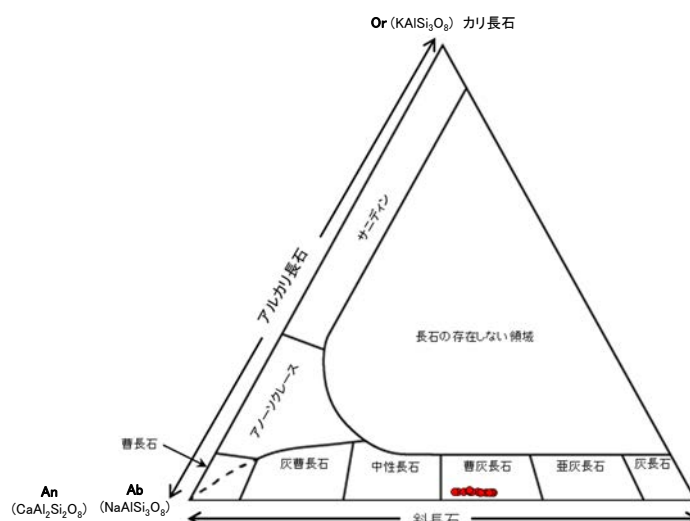 Or (KAlSi3O8) カリ長石
サニディン
アルカリ長石
長石の存在しない領域
アノーソクレース
曹長石
灰曹長石
中性長石
曹灰長石
亜灰長石
灰長石
An
(CaAl2Si2O8)
Ab
(NaAlSi3O8)
斜長石